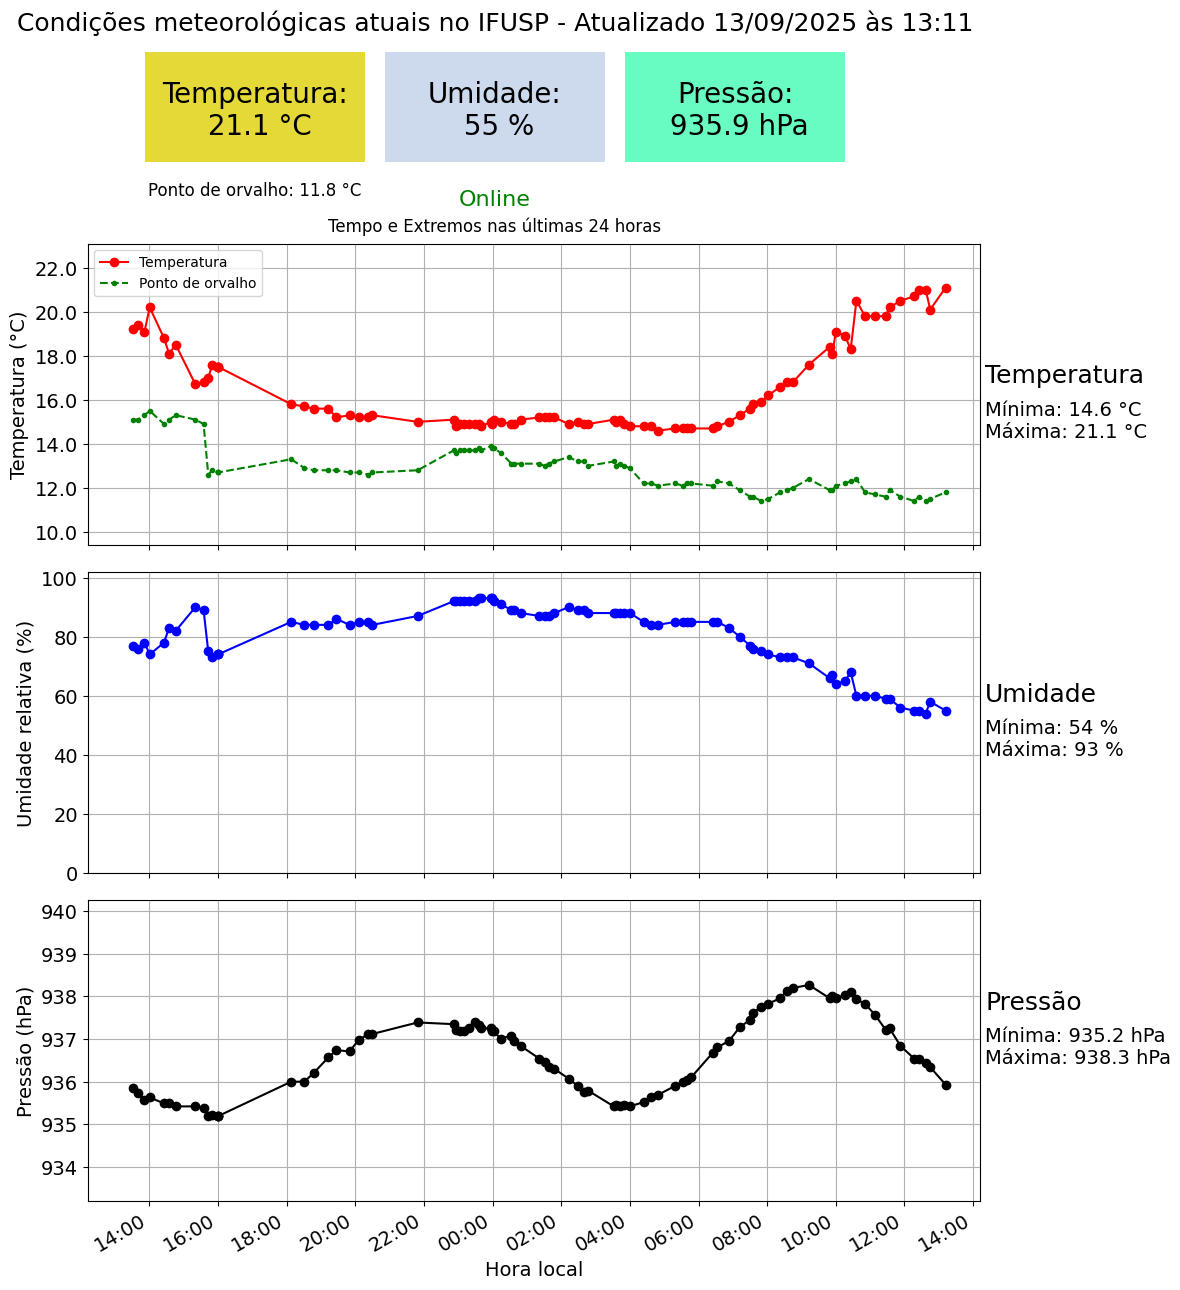 Condições meteorológicas atuais no IFUSP - Atualizado 13/09/2025 às 13:11
Temperatura:
21.1 °C
Umidade:
55 %
Pressão:
935.9 hPa
Ponto de orvalho: 11.8 °C
Online
Tempo e Extremos nas últimas 24 horas
Temperatura
Ponto de orvalho
Temperatura (°C)
22.0
20.0
18.0
16.0
14.0
12.0
10.0
Temperatura
Mínima: 14.6 °C
Máxima: 21.1 °C
Umidade relativa (%)
100
80
60
40
20
0
Umidade
Mínima: 54 %
Máxima: 93 %
Pressão (hPa)
940
939
938
937
936
935
934
Pressão
Mínima: 935.2 hPa
Máxima: 938.3 hPa
14:00 16:00 18:00 20:00 22:00 00:00 02:00 04:00 06:00 08:00 10:00 12:00 14:00
Hora local